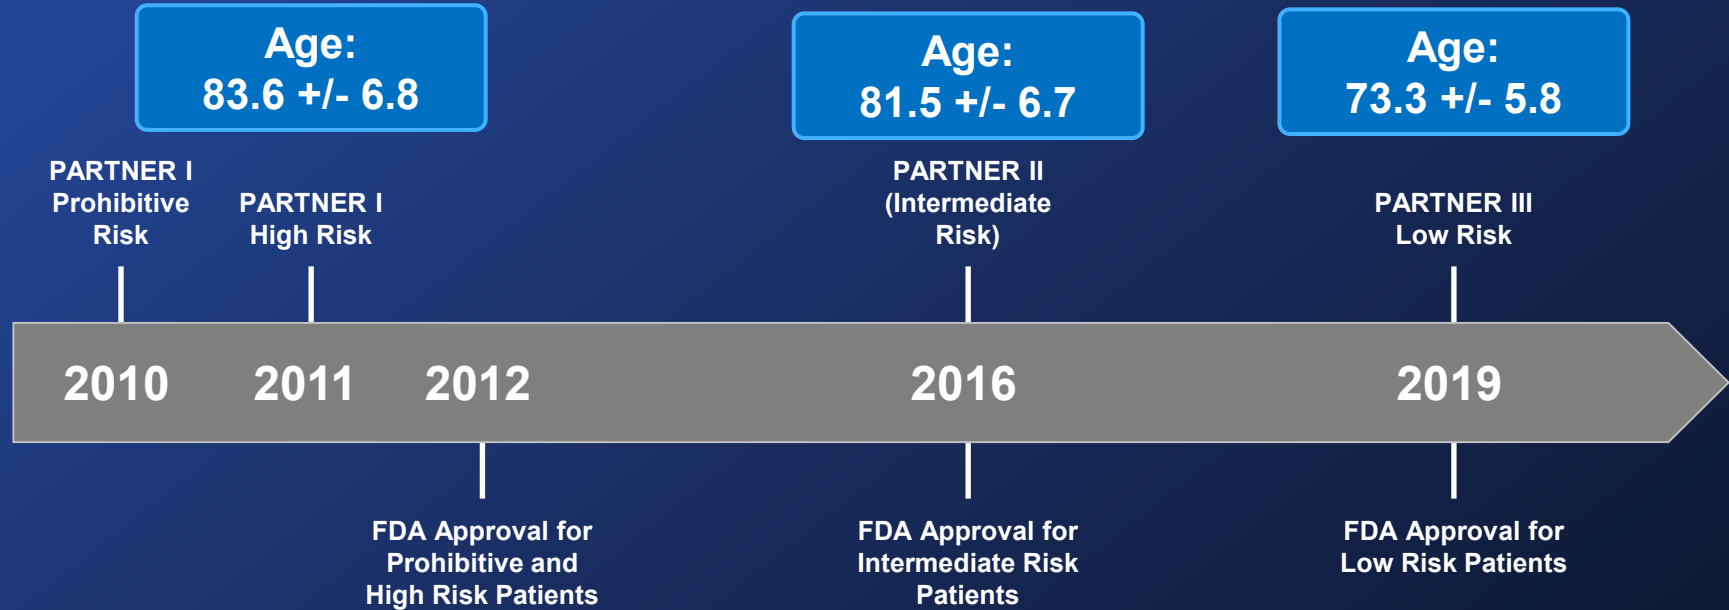 Age:
83.6 +/- 6.8
Age:
81.5 +/- 6.7
Age:
73.3 +/- 5.8
PARTNER I
Prohibitive
Risk
PARTNER I
High Risk
PARTNER II
(Intermediate
Risk)
PARTNER III
Low Risk
2010
2011
2012
2016
2019
FDA Approval for
Prohibitive and
High Risk Patients
FDA Approval for
Intermediate Risk
Patients
FDA Approval for
Low Risk Patients